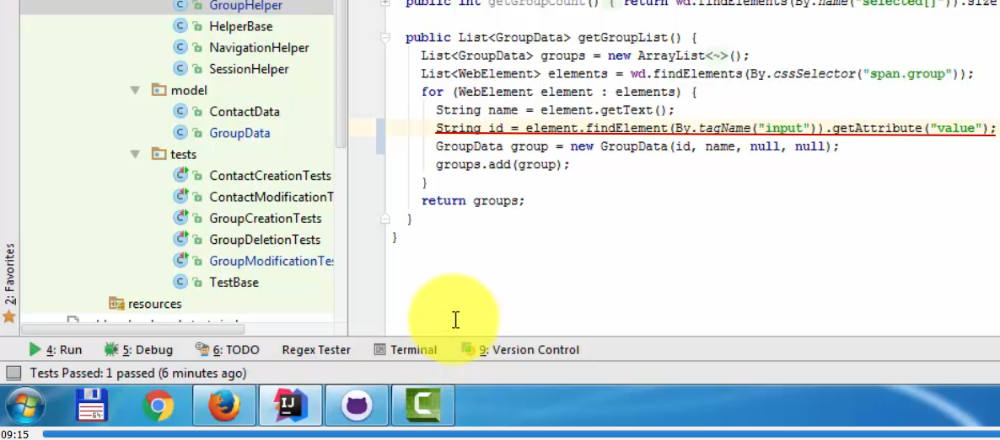 GroupHelper
HelperBase
NavigationHelper
SessionHelper
model
ContactData
GroupData
tests
ContactCreationTests
ContactModificationT
GroupCreationTests
GroupDeletionTests
GroupModificationTe
TestBase
resources
public int getGroupCount() { return wd.findElements(By.name("selected[]")).size
public List<GroupData> getGroupList() {
List<GroupData> groups = new ArrayList<~>();
List<WebElement> elements = wd.findElements(By.cssSelector("span.group"));
for (WebElement element : elements) {
String name = element.getText();
String id = element.findElement(By.tagName("input")).getAttribute("value");
GroupData group = new GroupData(id, name, null, null);
groups.add(group);
}
return groups;
}
}
2: Favorites
4: Run 5: Debug 6: TODO Regex Tester Terminal 9: Version Control
Tests Passed: 1 passed (6 minutes ago)
64 IJ C
09:15